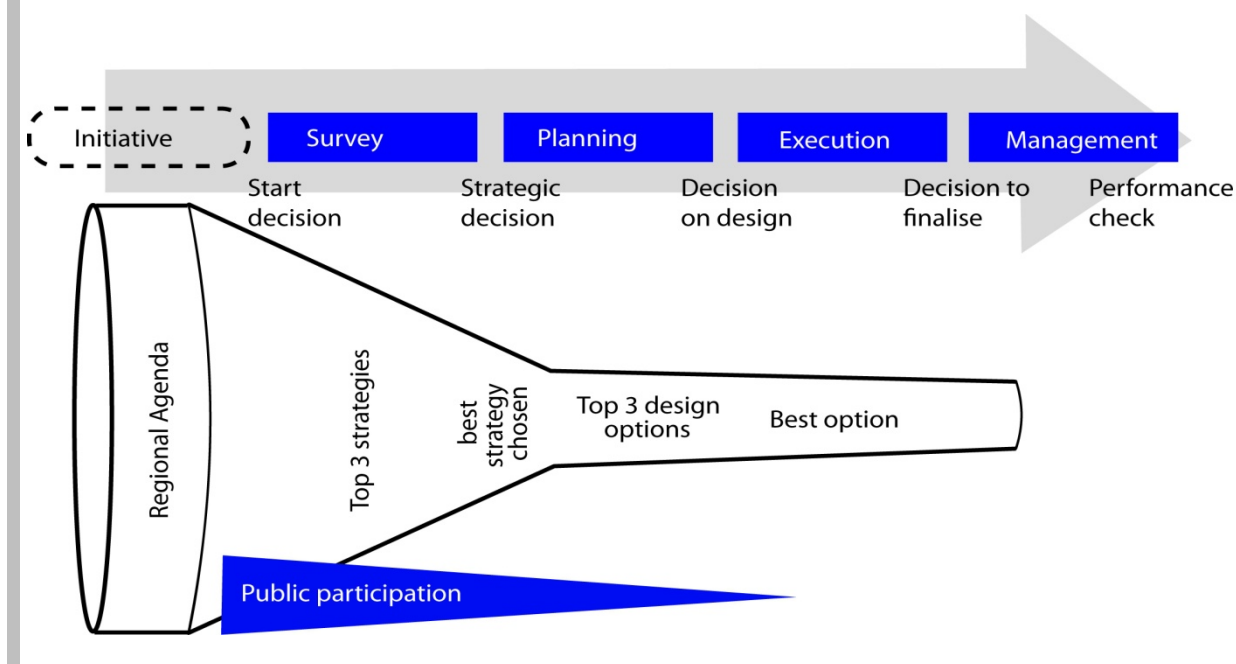 Initiative
Survey
Planning
Execution
Management
Start
decision
Strategic
decision
Decision
on design
Decision to
finalise
Performance
check
Regional Agenda
Top 3 strategies
best
strategy
chosen
Top 3 design
options
Best option
Public participation